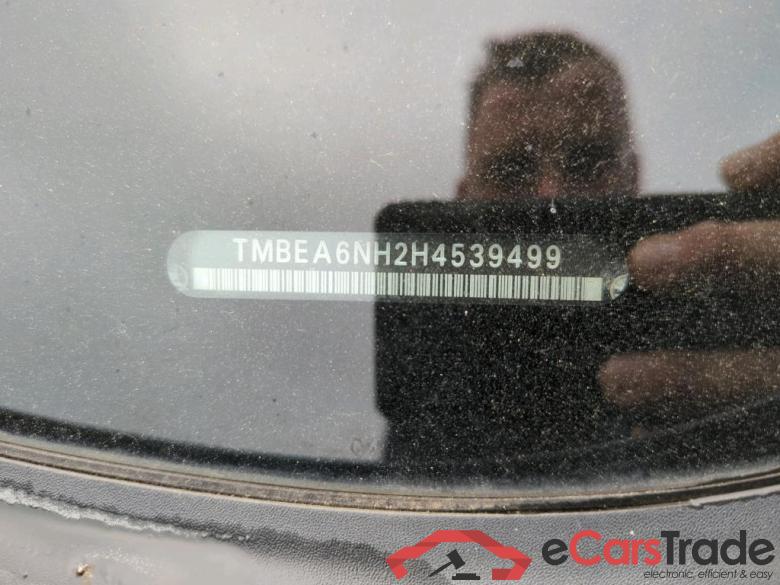 TMBEA6NH2H4539499
eCarsTrade
electronic, efficient & easy